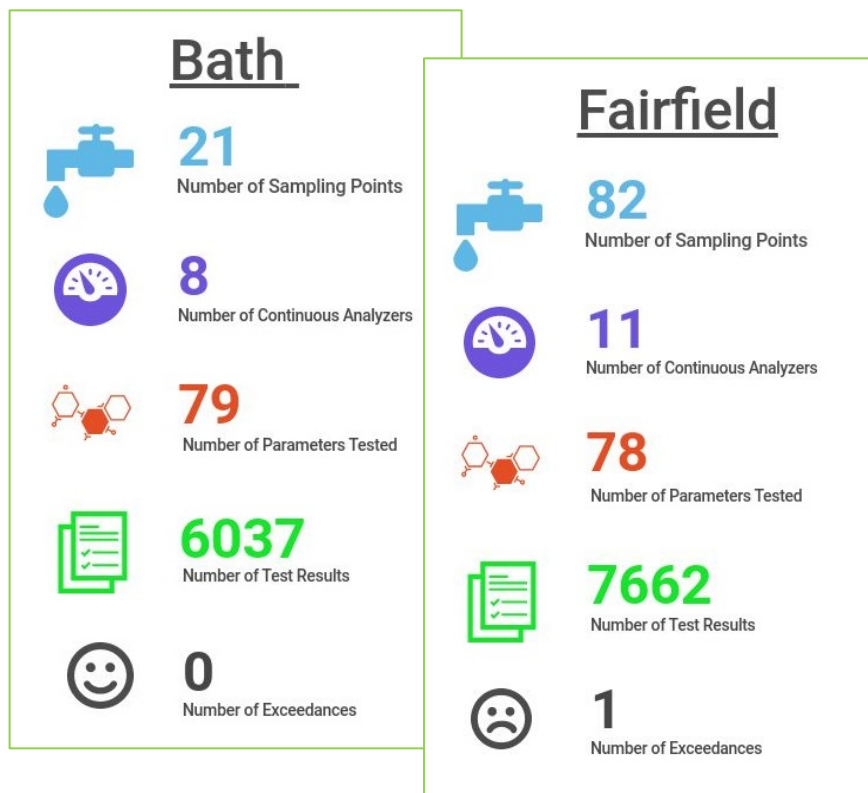 Bath
21
Number of Sampling Points
8
Number of Continuous Analyzers
79
Number of Parameters Tested
6037
Number of Test Results
0
Number of Exceedances
Fairfield
82
Number of Sampling Points
11
Number of Continuous Analyzers
78
Number of Parameters Tested
7662
Number of Test Results
1
Number of Exceedances